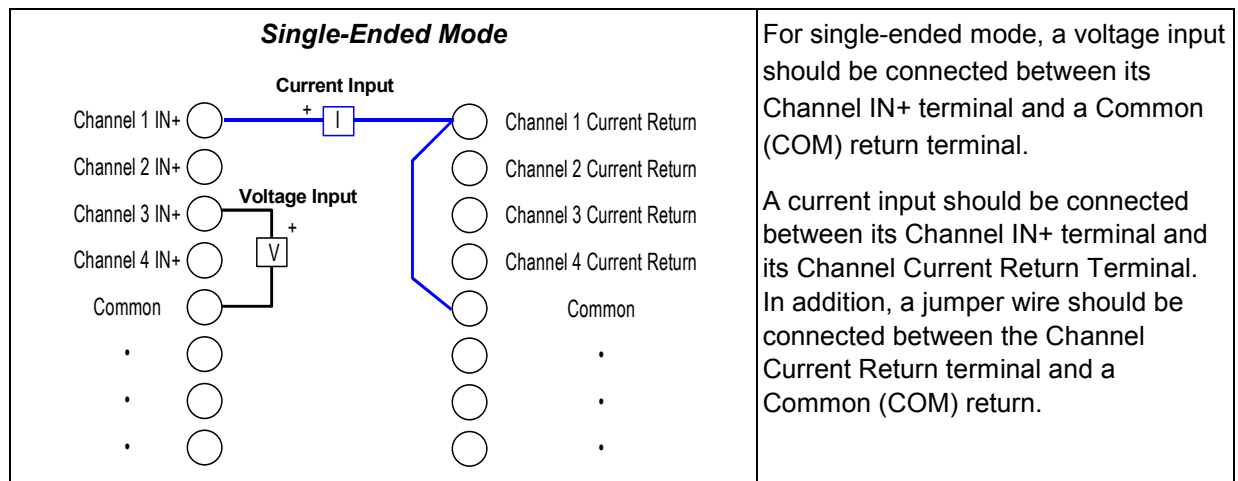 Single-Ended Mode
Current Input
Channel 1 IN+
+
I
Channel 1 Current Return
Channel 2 IN+
Channel 2 Current Return
Voltage Input
Channel 3 IN+
+
Channel 3 Current Return
Channel 4 IN+
V
Channel 4 Current Return
Common
Common
•
•
•
•
•
•
For single-ended mode, a voltage input
should be connected between its
Channel IN+ terminal and a Common
(COM) return terminal.
A current input should be connected
between its Channel IN+ terminal and
its Channel Current Return Terminal.
In addition, a jumper wire should be
connected between the Channel
Current Return terminal and a
Common (COM) return.